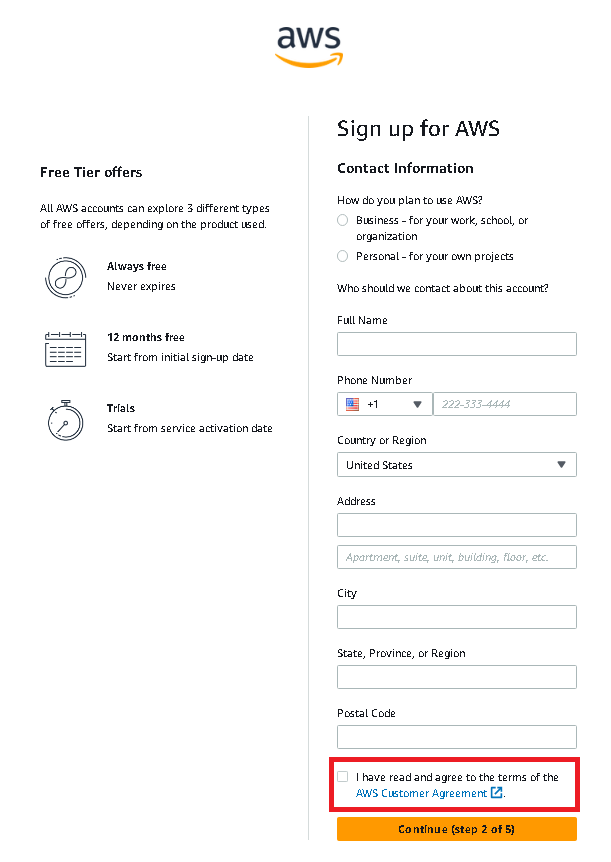 aws
Free Tier offers
All AWS accounts can explore 3 different types
of free offers, depending on the product used.
Always free
Never expires
12 months free
Start from initial sign-up date
Trials
Start from service activation date
Sign up for AWS
Contact Information
How do you plan to use AWS?
Business - for your work, school, or
organization
Personal - for your own projects
Who should we contact about this account?
Full Name
Phone Number
+1
222-333-4444
Country or Region
United States
Address
Apartment, suite, unit, building, floor, etc.
City
State, Province, or Region
Postal Code
I have read and agree to the terms of the
AWS Customer Agreement .
Continue (step 2 of 5)